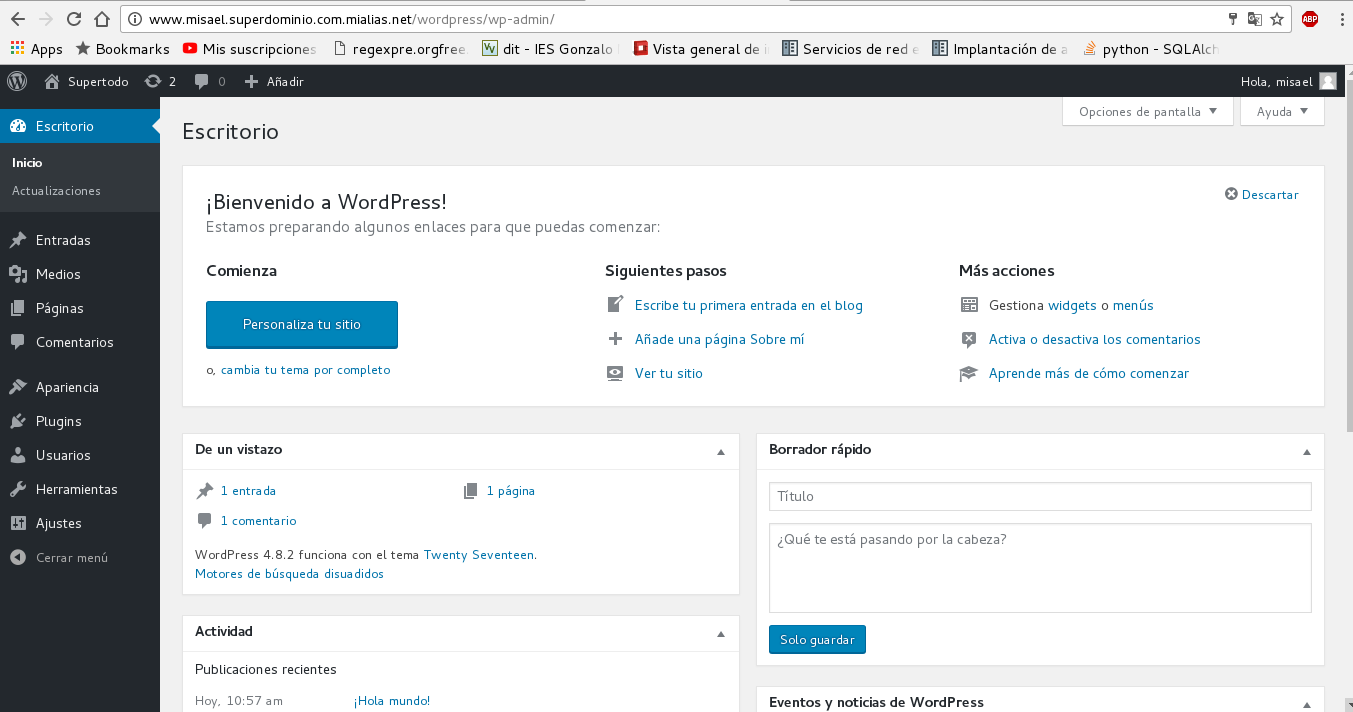 www.misael.superdominio.com.mialias.net/wordpress/wp-admin/
ABP
Apps Bookmarks Mis suscripciones regexpre.orgfree. dit - IES Gonzalo Vista general de Servicios de red e Implantación de a python - SQLAlch
Supertodo 2 0 Añadir Hola, misael
Opciones de pantalla Ayuda
Escritorio
Inicio
Actualizaciones
Entradas
Medios
Páginas
Comentarios
Apariencia
Plugins
Usuarios
Herramientas
Ajustes
Cerrar menú
Escritorio
¡Bienvenido a WordPress!
Descartar
Estamos preparando algunos enlaces para que puedas comenzar:
Comienza
Personaliza tu sitio
o, cambia tu tema por completo
Siguientes pasos
Escribe tu primera entrada en el blog
Añade una página Sobre mí
Ver tu sitio
Más acciones
Gestiona widgets o menús
Activa o desactiva los comentarios
Aprende más de cómo comenzar
De un vistazo
1 entrada 1 página
1 comentario
WordPress 4.8.2 funciona con el tema Twenty Seventeen.
Motores de búsqueda disuadidos
Actividad
Publicaciones recientes
Hoy, 10:57 am ¡Hola mundo!
Borrador rápido
Título
¿Qué te está pasando por la cabeza?
Solo guardar
Eventos y noticias de WordPress